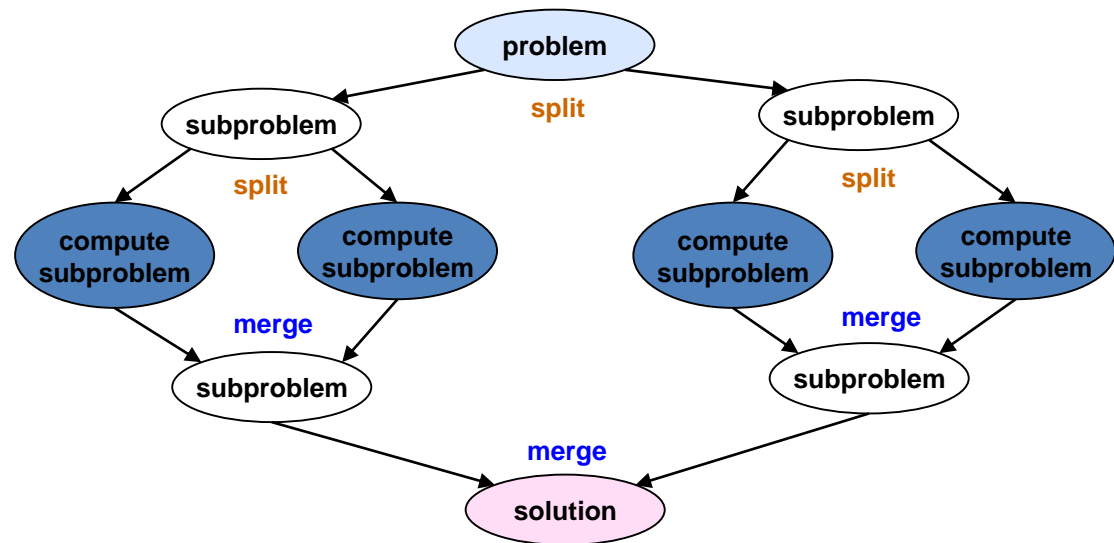 problem
split
subproblem
subproblem
split
split
compute
subproblem
compute
subproblem
compute
subproblem
compute
subproblem
merge
merge
subproblem
subproblem
merge
solution